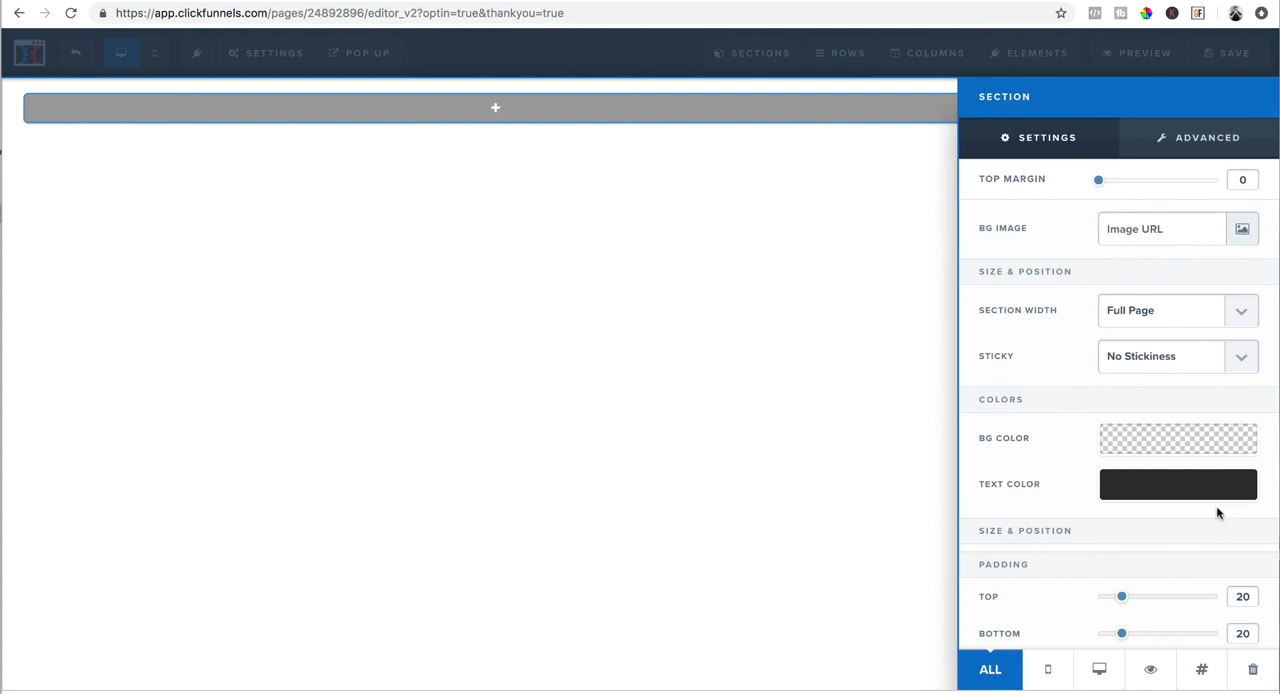 https://app.clickfunnels.com/pages/24892896/editor_v2?optin=true&thankyou=true
SETTINGS POP UP SECTIONS ROWS COLUMNS ELEMENTS PREVIEW SAVE
+
SECTION
SETTINGS ADVANCED
TOP MARGIN 0
BG IMAGE Image URL
SIZE & POSITION
SECTION WIDTH Full Page
STICKY No Stickiness
COLORS
BG COLOR
TEXT COLOR
SIZE & POSITION
PADDING
TOP 20
BOTTOM 20
ALL #